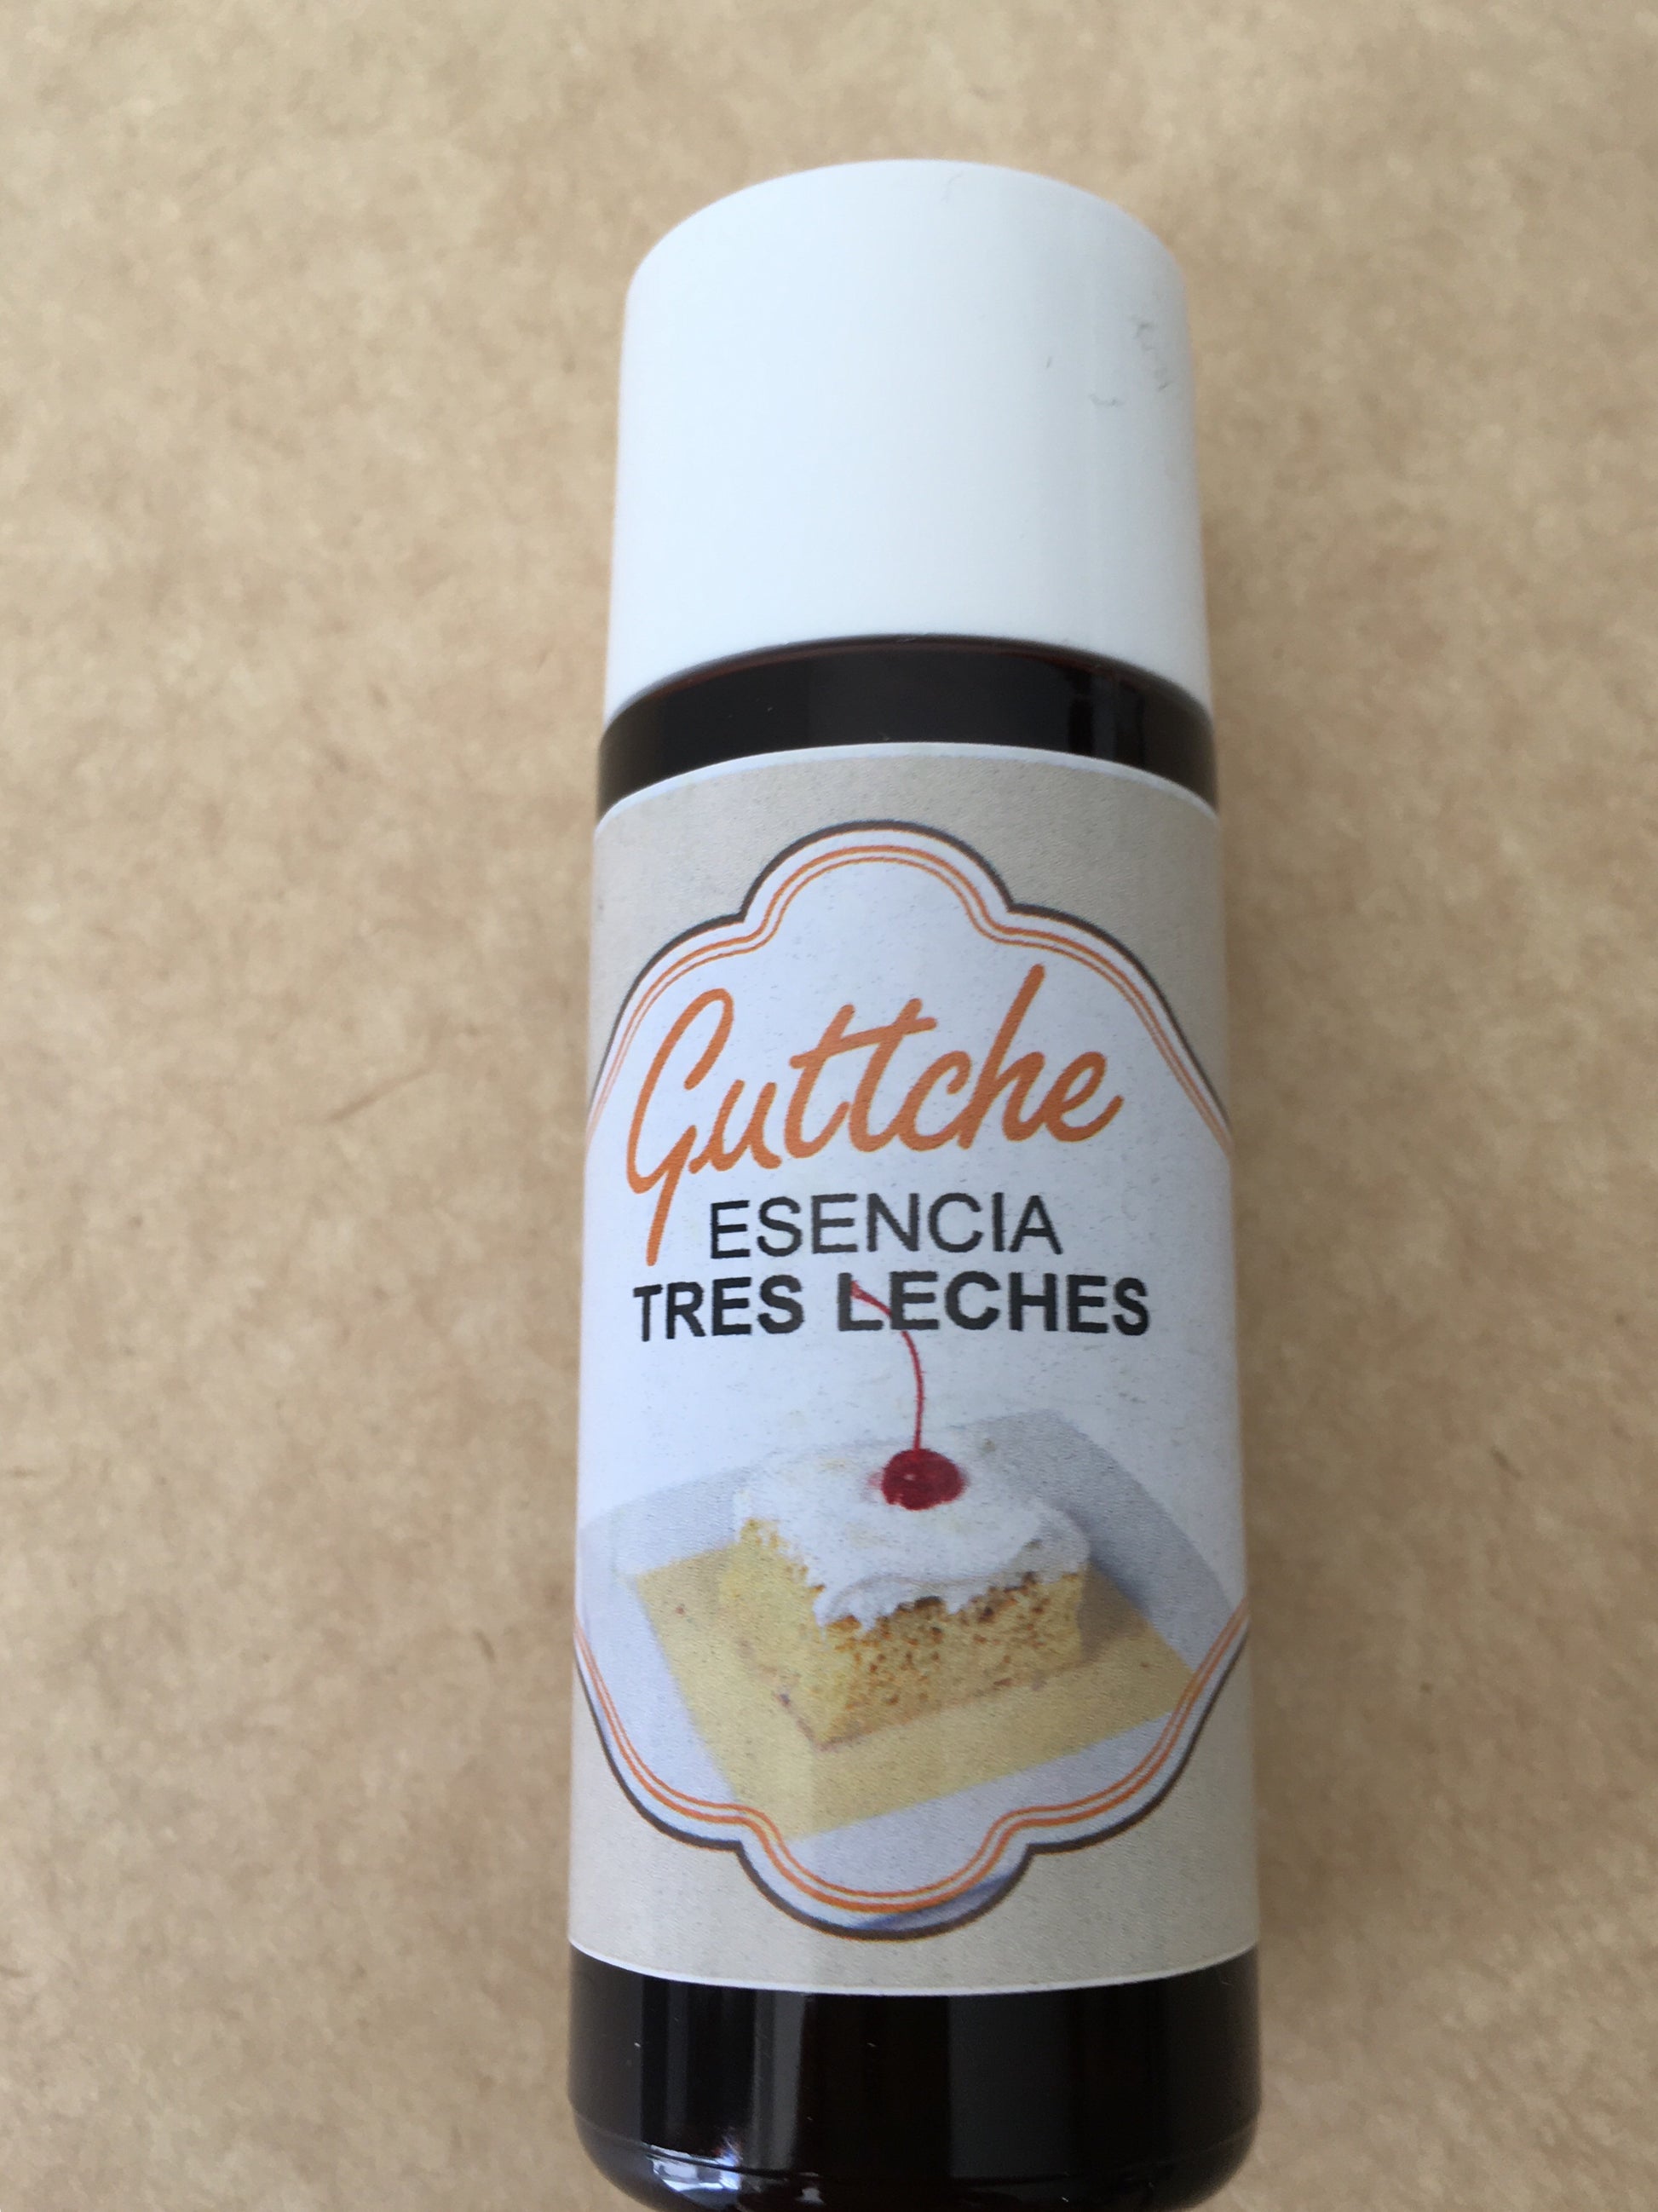 Guttche
ESENCIA
TRES LECHES